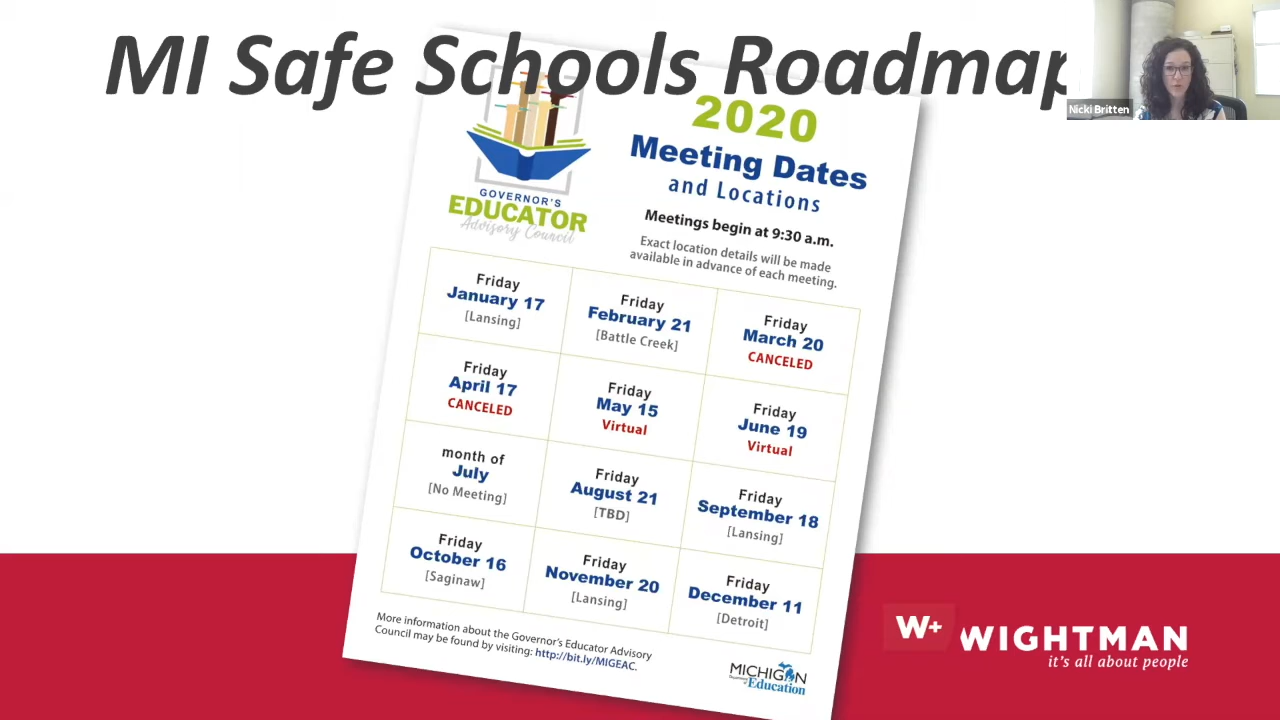 MI Safe Schools Roadmap
Nicki Britten
GOVERNOR'S
EDUCATOR
Advisory Council
2020
Meeting Dates
and Locations
Meetings begin at 9:30 a.m.
Exact location details will be made
available in advance of each meeting.
Friday
January 17
[Lansing]
Friday
February 21
[Battle Creek]
Friday
March 20
CANCELED
Friday
April 17
CANCELED
Friday
May 15
Virtual
Friday
June 19
Virtual
month of
July
[No Meeting]
Friday
August 21
[TBD]
Friday
September 18
[Lansing]
Friday
October 16
[Saginaw]
Friday
November 20
[Lansing]
Friday
December 11
[Detroit]
More information about the Governor's Educator Advisory
Council may be found by visiting: http://bit.ly/MIGEAC.
MICHIGAN
Department of Education
W+ WIGHTMAN
it's all about people